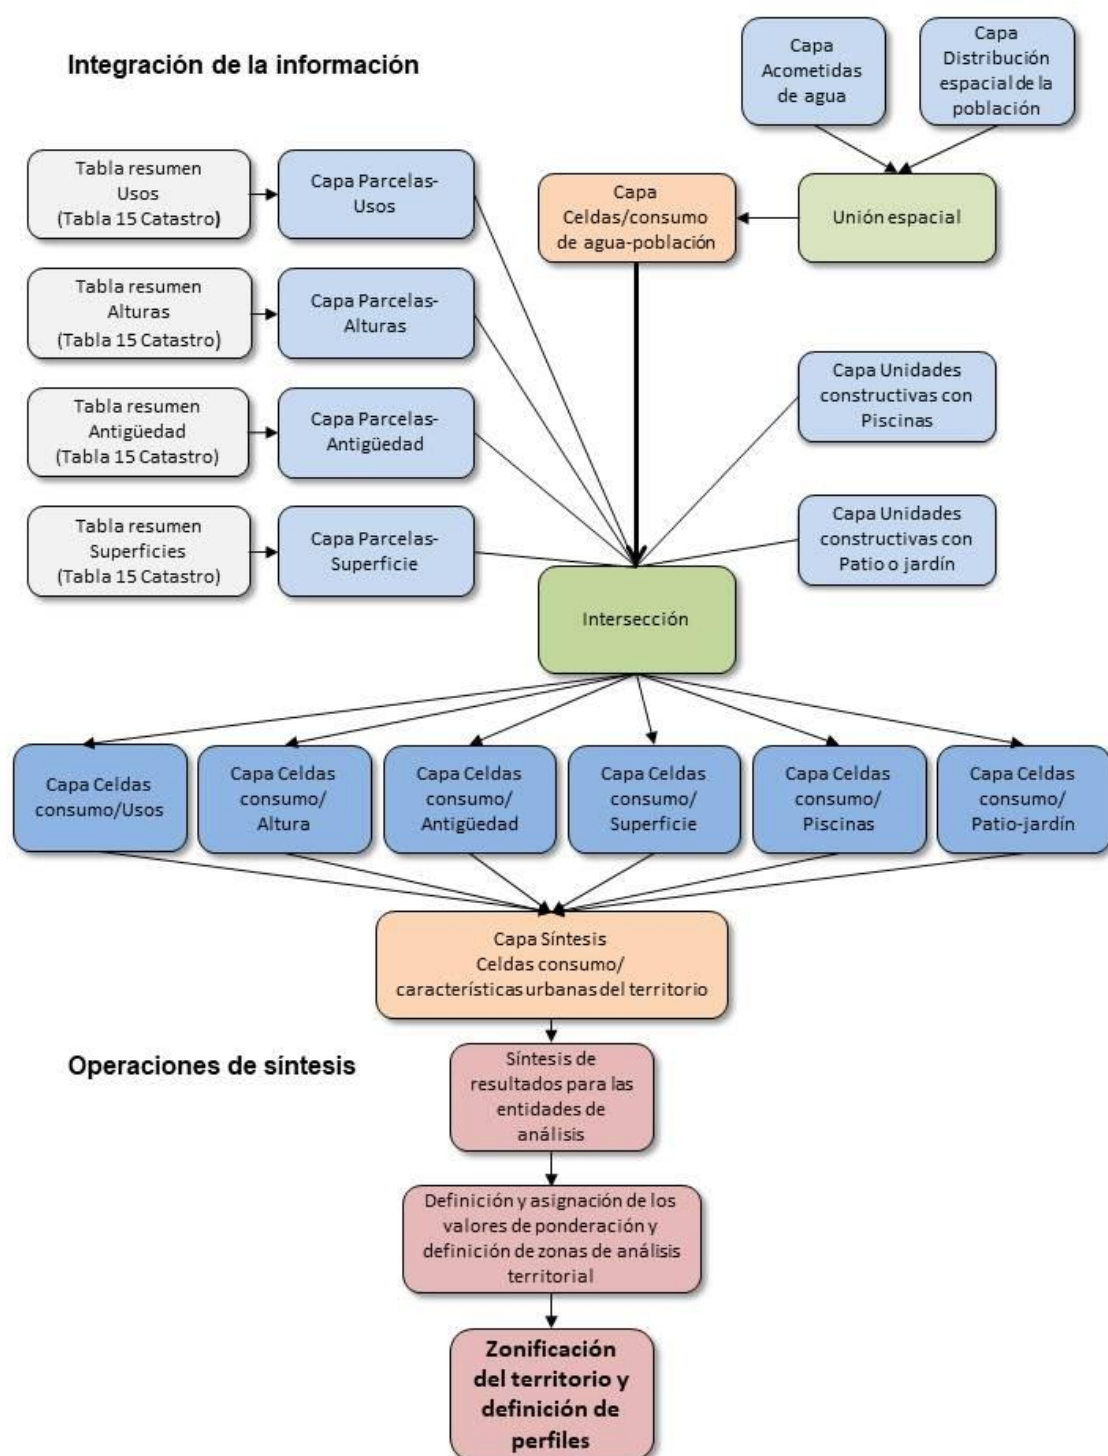 Integración de la información
Capa
Acometidas
de agua
Capa
Distribución
espacial de la
población
Tabla resumen
Usos
(Tabla 15 Catastro)
Capa Parcelas-
Usos
Capa
Celdas/consumo
de agua-población
Unión espacial
Tabla resumen
Alturas
(Tabla 15 Catastro)
Capa Parcelas-
Alturas
Capa Unidades
constructivas con
Piscinas
Tabla resumen
Antigüedad
(Tabla 15 Catastro)
Capa Parcelas-
Antigüedad
Capa Unidades
constructivas con
Patio o jardín
Tabla resumen
Superficies
(Tabla 15 Catastro)
Capa Parcelas-
Superficie
Intersección
Capa Celdas
consumo/Usos
Capa Celdas
consumo/
Altura
Capa Celdas
consumo/
Antigüedad
Capa Celdas
consumo/
Superficie
Capa Celdas
consumo/
Piscinas
Capa Celdas
consumo/
Patio-jardín
Capa Síntesis
Celdas consumo/
características urbanas del territorio
Operaciones de síntesis
Síntesis de
resultados para las
entidades de
análisis
Definición y asignación de los
valores de ponderación y
definición de zonas de análisis
territorial
Zonificación
del territorio y
definición de
perfiles